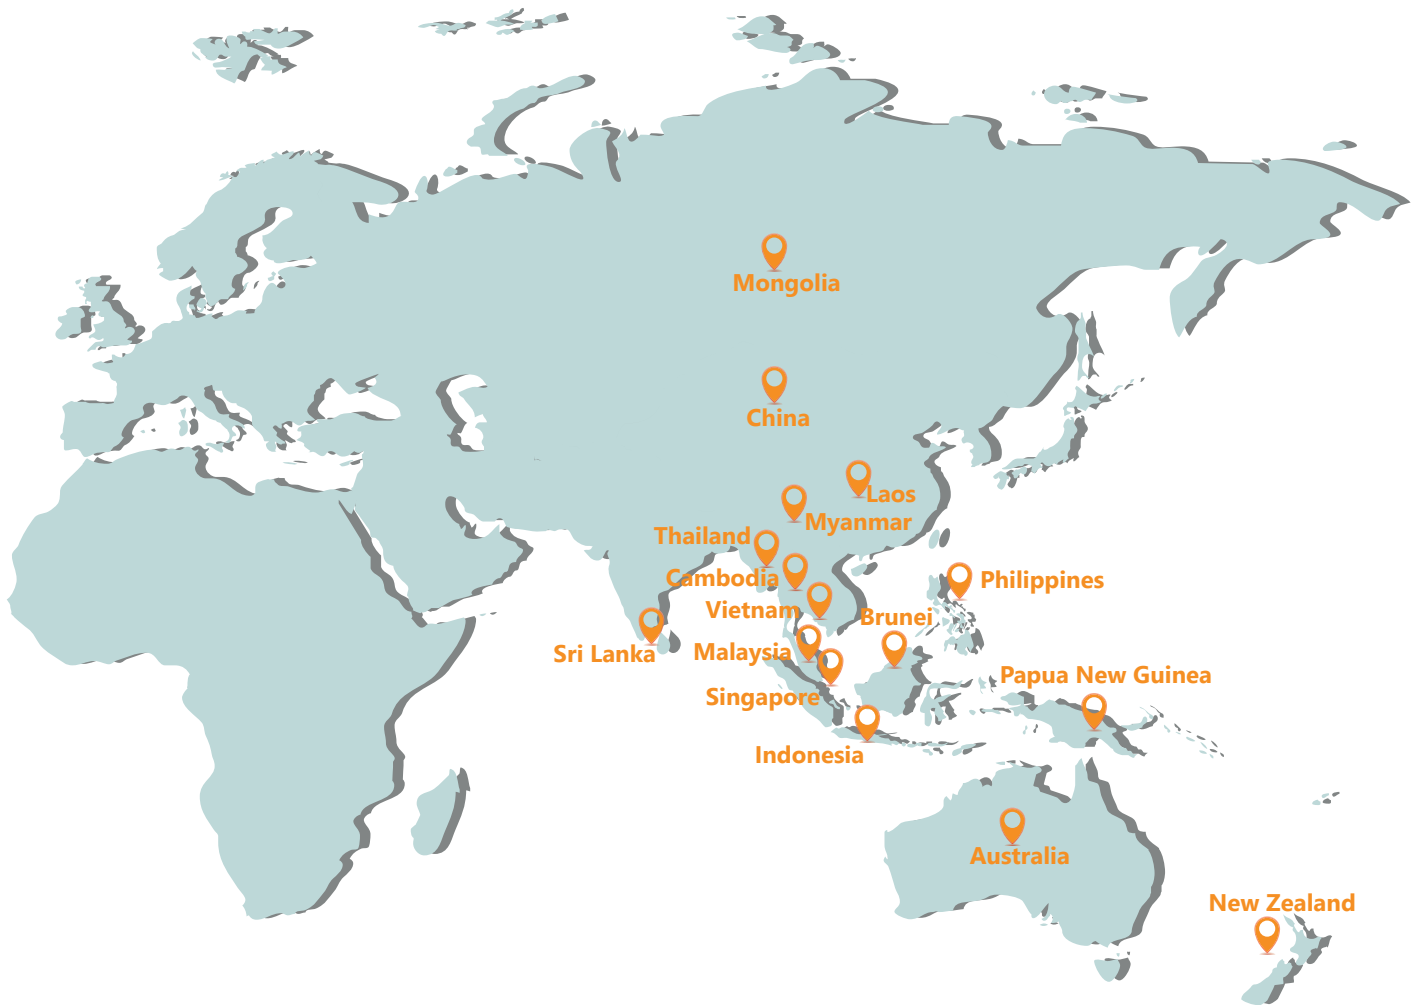 Mongolia
China
Laos
Myanmar
Thailand
Cambodia
Philippines
Vietnam
Brunei
Malaysia
Sri Lanka
Papua New Guinea
Singapore
Indonesia
Australia
New Zealand